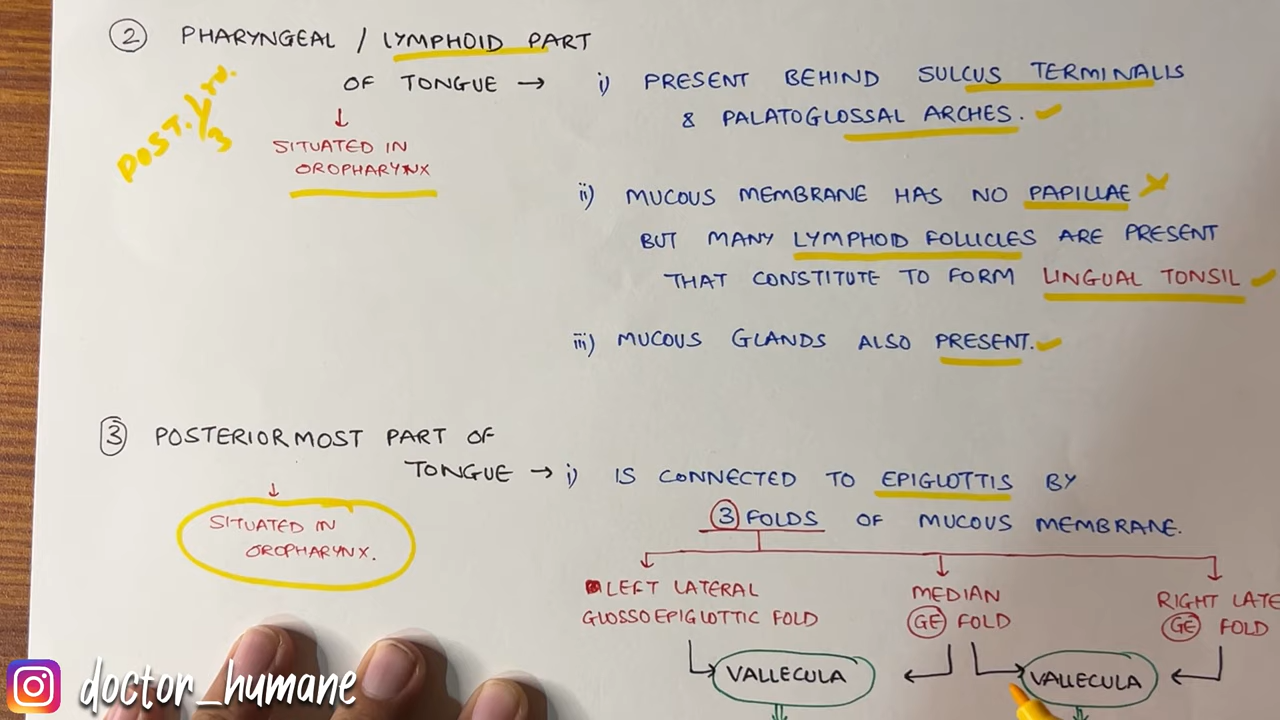 2 PHARYNGEAL / LYMPHOID PART
OF TONGUE → i) PRESENT BEHIND SULCUS TERMINALIS
& PALATOGLOSSAL ARCHES.
POST. 1/3 rd.
↓
SITUATED IN
OROPHARYNX
ii) MUCOUS MEMBRANE HAS NO PAPILLAE
BUT MANY LYMPHOID FOLLICLES ARE PRESENT
THAT CONSTITUTE TO FORM LINGUAL TONSIL
iii) MUCOUS GLANDS ALSO PRESENT.
3 POSTERIORMOST PART OF
TONGUE → i) IS CONNECTED TO EPIGLOTTIS BY
3 FOLDS OF MUCOUS MEMBRANE.
↓
SITUATED IN
OROPHARYNX.
LEFT LATERAL
GLOSSOEPIGLOTTIC FOLD
MEDIAN
GE FOLD
RIGHT LATE
GE FOLD
VALLECULA
VALLECULA
doctor_humane